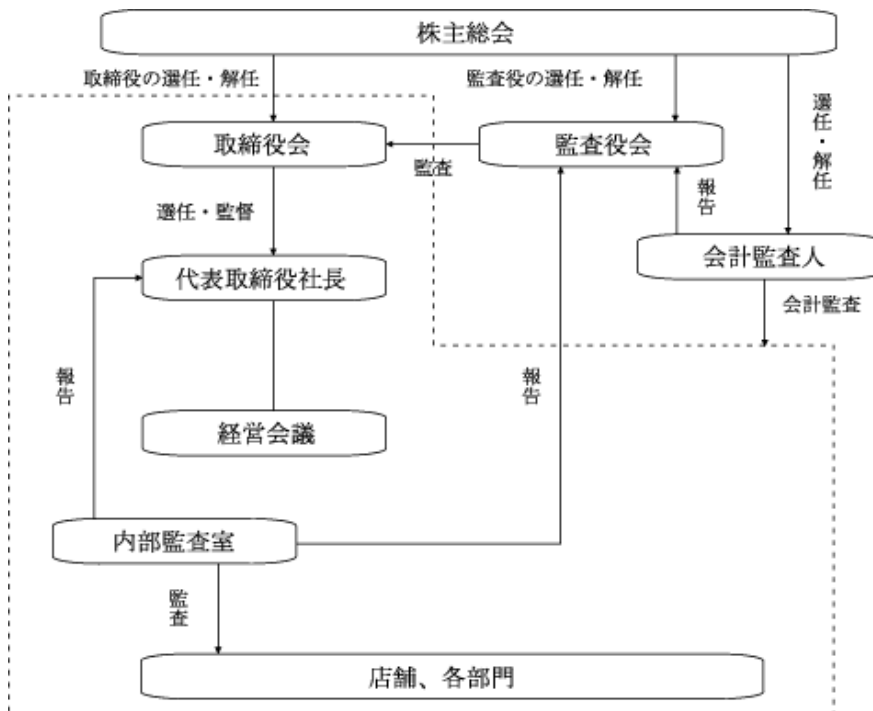 株主総会
取締役の選任・解任
監査役の選任・解任
選任・解任
取締役会
監査
監査役会
報告
選任・監督
会計監査人
代表取締役社長
会計監査
報告
報告
経営会議
内部監査室
監査
店舗、各部門